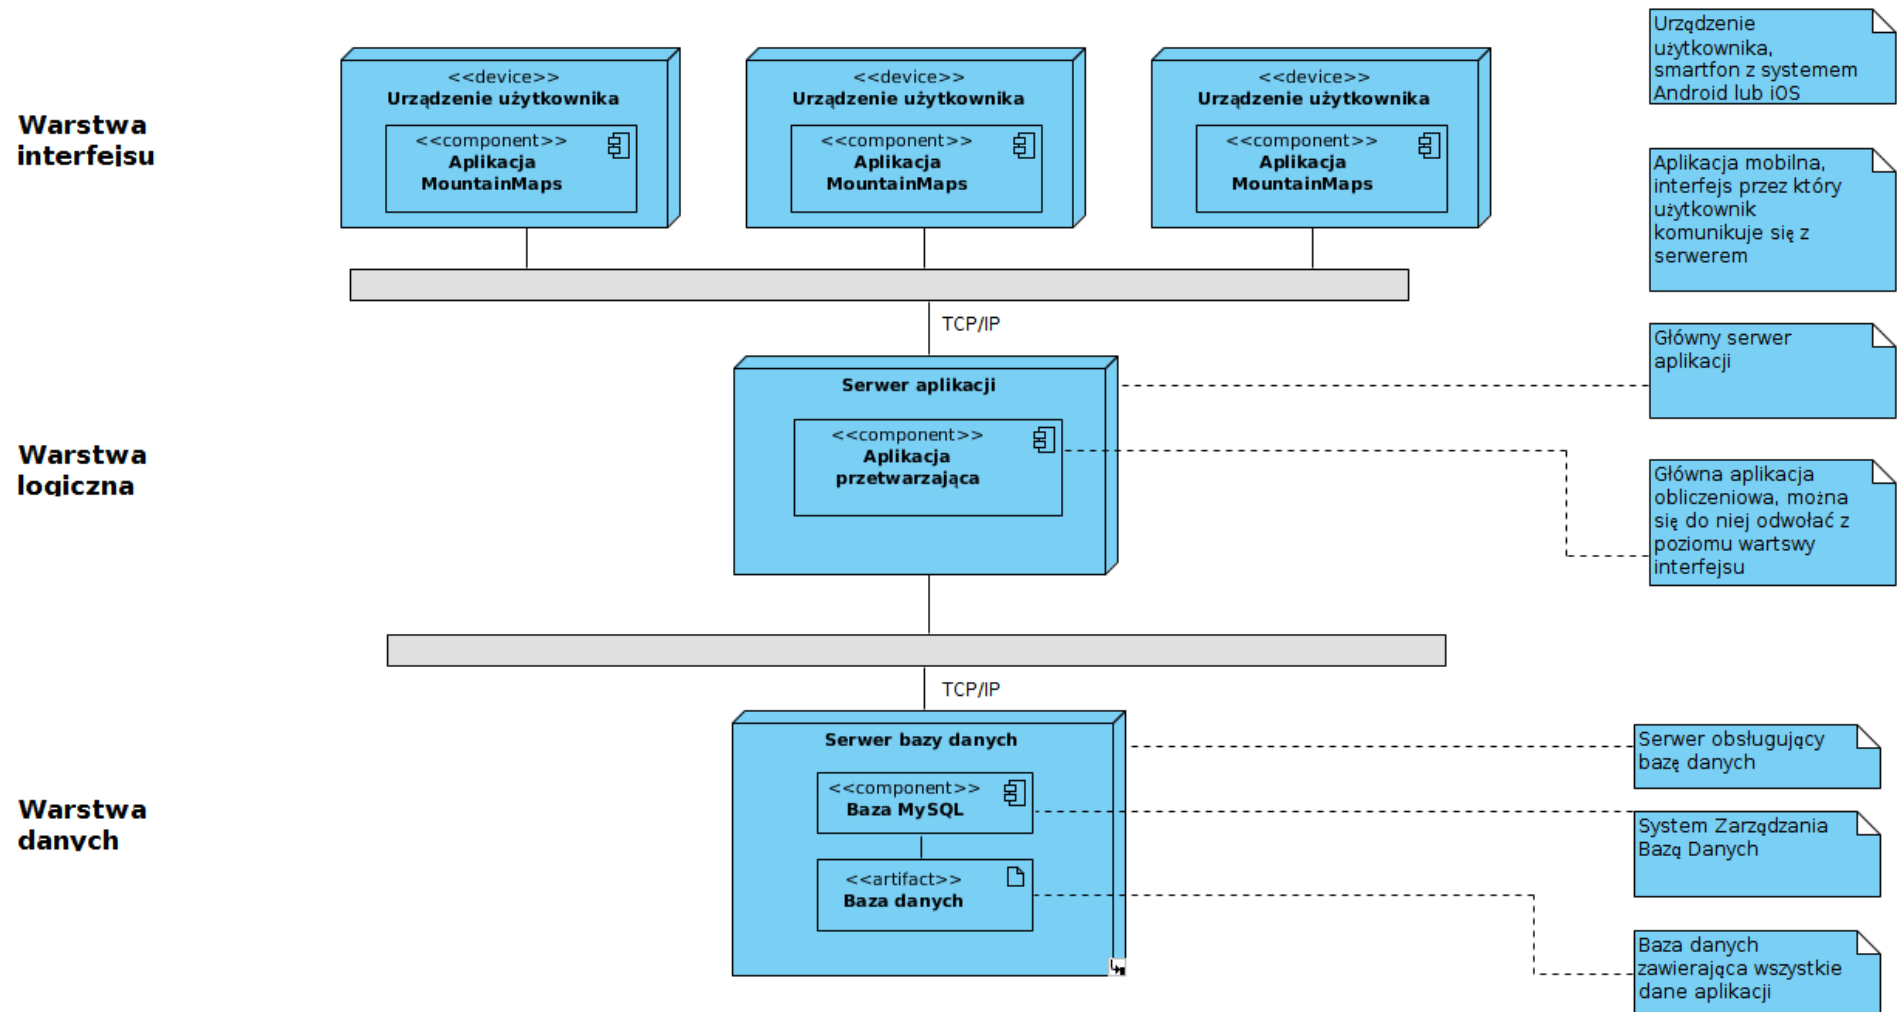 Warstwa
interfejsu
<<device>>
Urządzenie użytkownika
<<component>>
Aplikacja
MountainMaps
<<device>>
Urządzenie użytkownika
<<component>>
Aplikacja
MountainMaps
<<device>>
Urządzenie użytkownika
<<component>>
Aplikacja
MountainMaps
Urządzenie
użytkownika,
smartfon z systemem
Android lub iOS
Aplikacja mobilna,
interfejs przez który
użytkownik
komunikuje się z
serwerem
TCP/IP
Warstwa
logiczna
Serwer aplikacji
<<component>>
Aplikacja
przetwarzająca
Główny serwer
aplikacji
Główna aplikacja
obliczeniowa, można
się do niej odwołać z
poziomu wartswy
interfejsu
TCP/IP
Warstwa
danych
Serwer bazy danych
<<component>>
Baza MySQL
<<artifact>>
Baza danych
Serwer obsługujący
bazę danych
System Zarządzania
Bazą Danych
Baza danych
zawierająca wszystkie
dane aplikacji